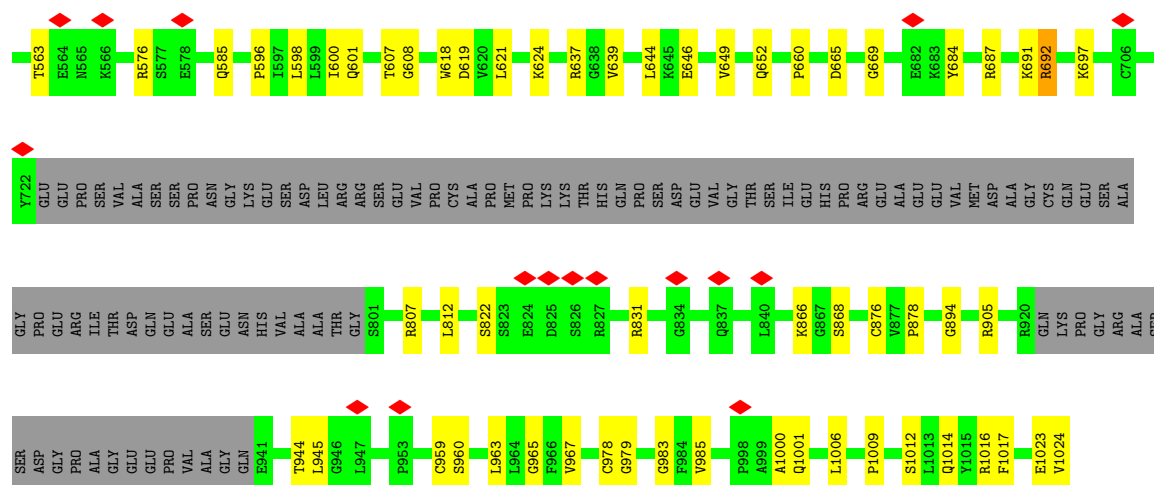 T563 E564 N565 K566 R576 S577 E578 Q585 P596 I597 L598 L599 I600 Q601 T607 G608 W618 D619 V620 L621 K624 R637 G638 V639 L644 K645 E646 V649 Q652 P660 D665 G669 E682 K683 Y684 R687 K691 R692 K697 C706
Y722 GLU GLU PRO SER VAL ALA SER SER PRO ASN GLY LYS GLU SER ASP LEU ARG ARG SER GLU VAL PRO CYS ALA PRO MET PRO LYS LYS THR HIS GLN PRO SER ASP GLU VAL GLY THR SER ILE GLU HIS PRO ARG GLU ALA GLU GLU VAL MET ASP ALA GLY CYS GLN GLU SER ALA
GLY PRO GLU ARG ILE THR ASP GLN GLU ALA SER GLU ASN HIS VAL ALA ALA THR GLY S801 R807 L812 S822 S823 E824 D825 S826 R827 R831 G834 Q837 L840 K866 G867 S868 C876 V877 P878 G894 R905 R920 GLN LYS PRO GLY ARG ALA SER
SER ASP GLY PRO ALA GLY GLU GLU PRO VAL ALA GLY GLN E941 T944 L945 G946 L947 P953 C959 S960 L963 L964 G965 F966 V967 C978 G979 G983 F984 V985 P998 A999 A1000 Q1001 L1006 P1009 S1012 L1013 Q1014 Y1015 R1016 F1017 E1023 V1024